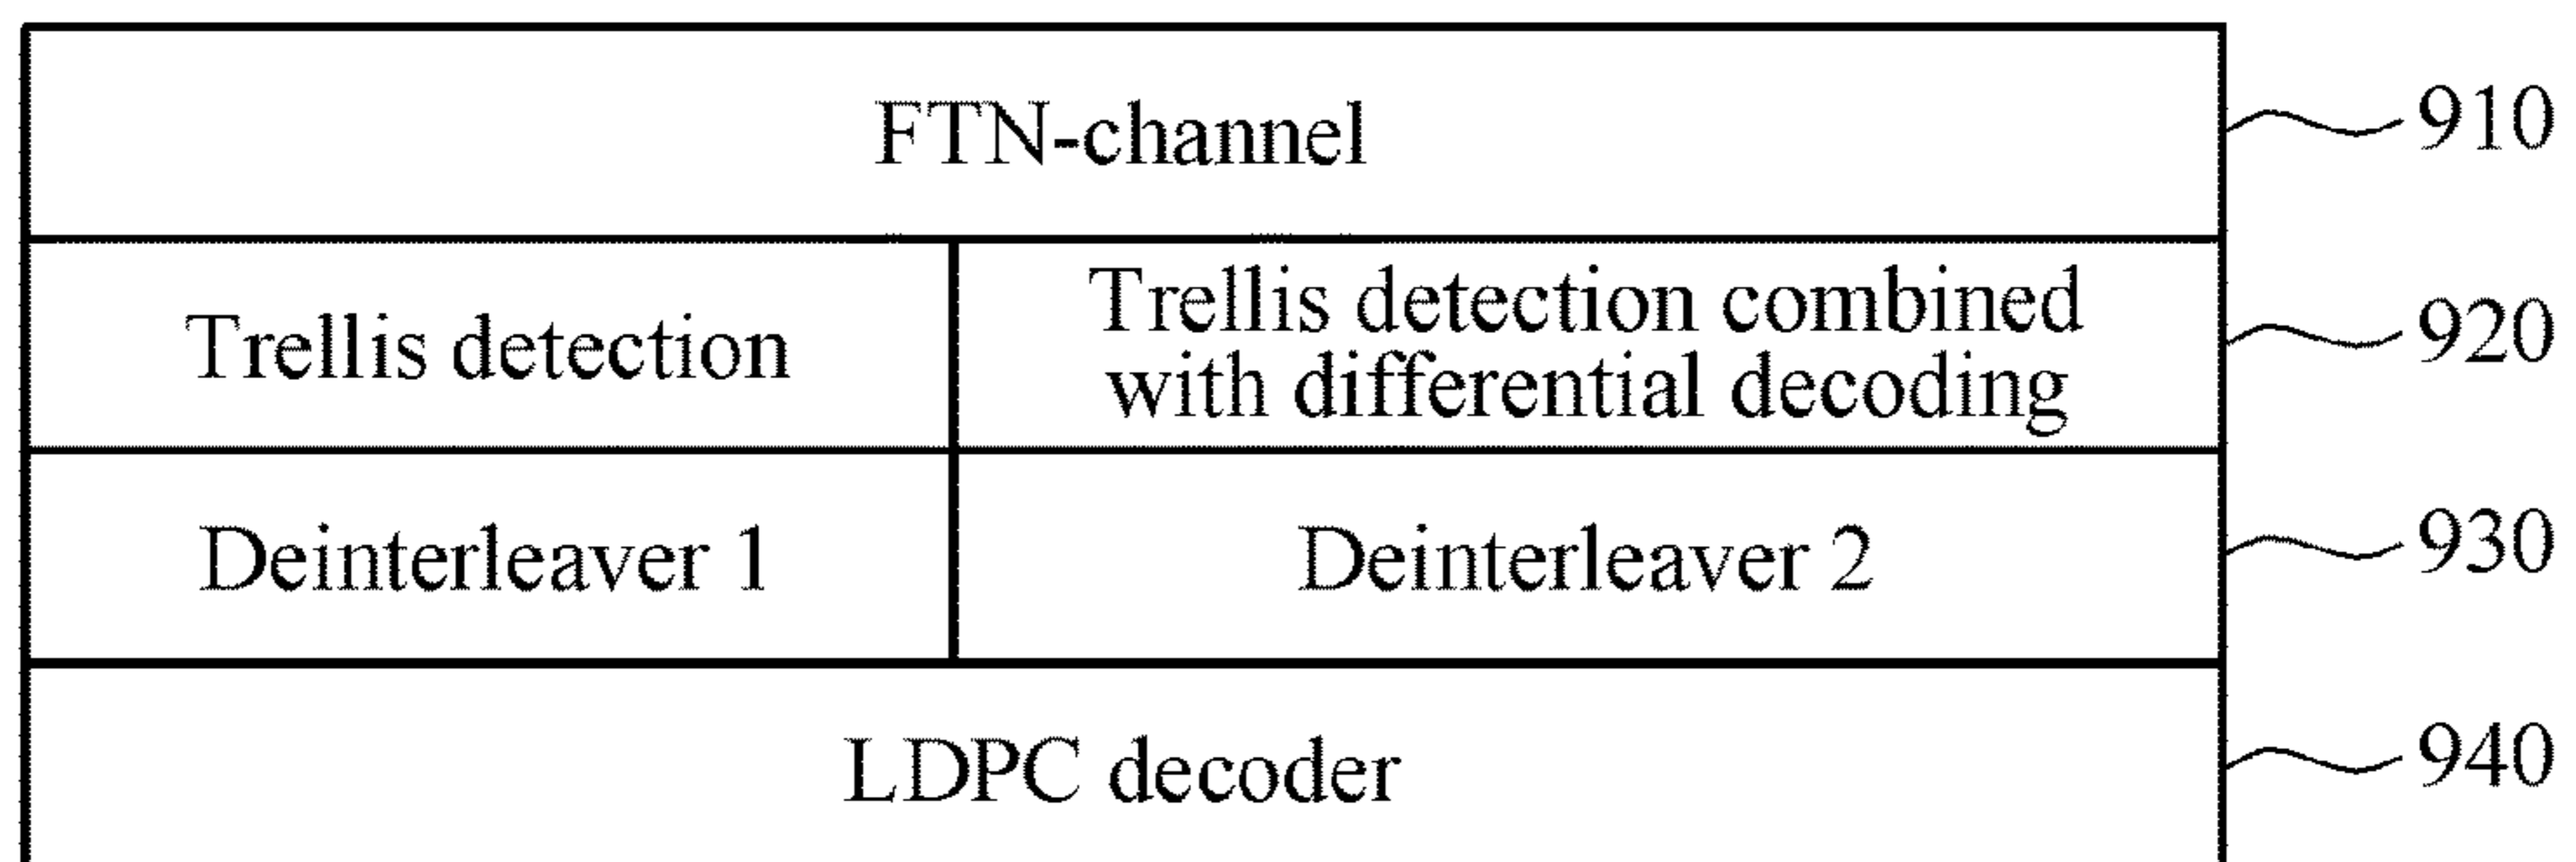 FTN-channel
910
Trellis detection
Trellis detection combined
with differential decoding
920
Deinterleaver 1
Deinterleaver 2
930
LDPC decoder
940